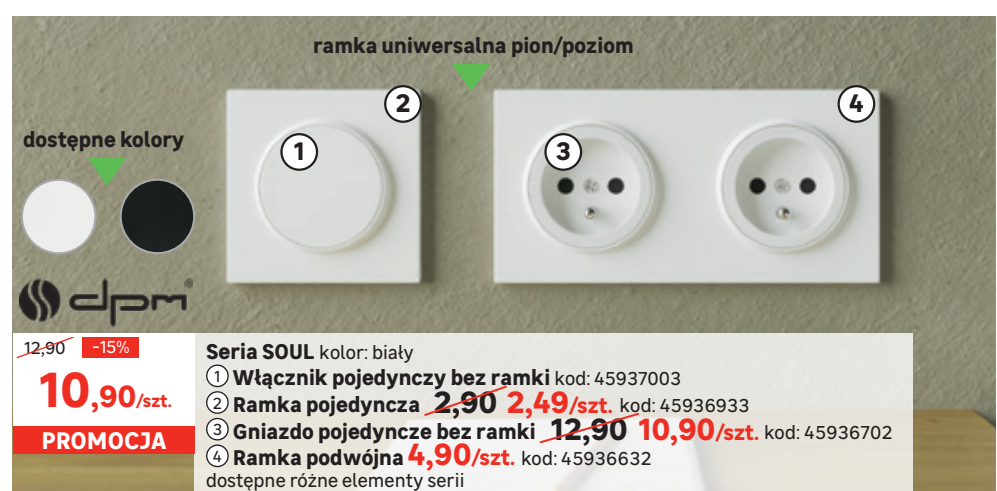 ramka uniwersalna pion/poziom
2
4
dostępne kolory
1
3
dpm®
12,90 -15%
10,90/szt.
PROMOCJA
Seria SOUL kolor: biały
1 Włącznik pojedynczy bez ramki kod: 45937003
2 Ramka pojedyncza 2,90 2,49/szt. kod: 45936933
3 Gniazdo pojedyncze bez ramki 12,90 10,90/szt. kod: 45936702
4 Ramka podwójna 4,90/szt. kod: 45936632
dostępne różne elementy serii